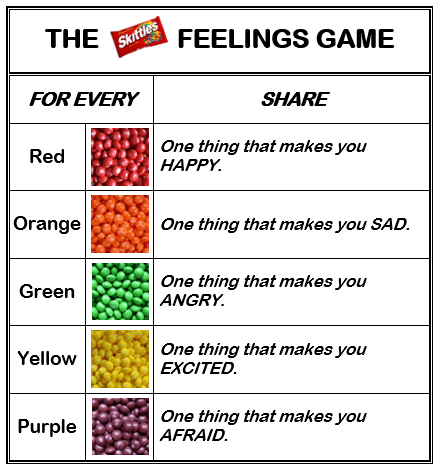 THE Skittles FEELINGS GAME
FOR EVERY SHARE
Red One thing that makes you
HAPPY.
Orange One thing that makes you SAD.
Green One thing that makes you
ANGRY.
Yellow One thing that makes you
EXCITED.
Purple One thing that makes you
AFRAID.